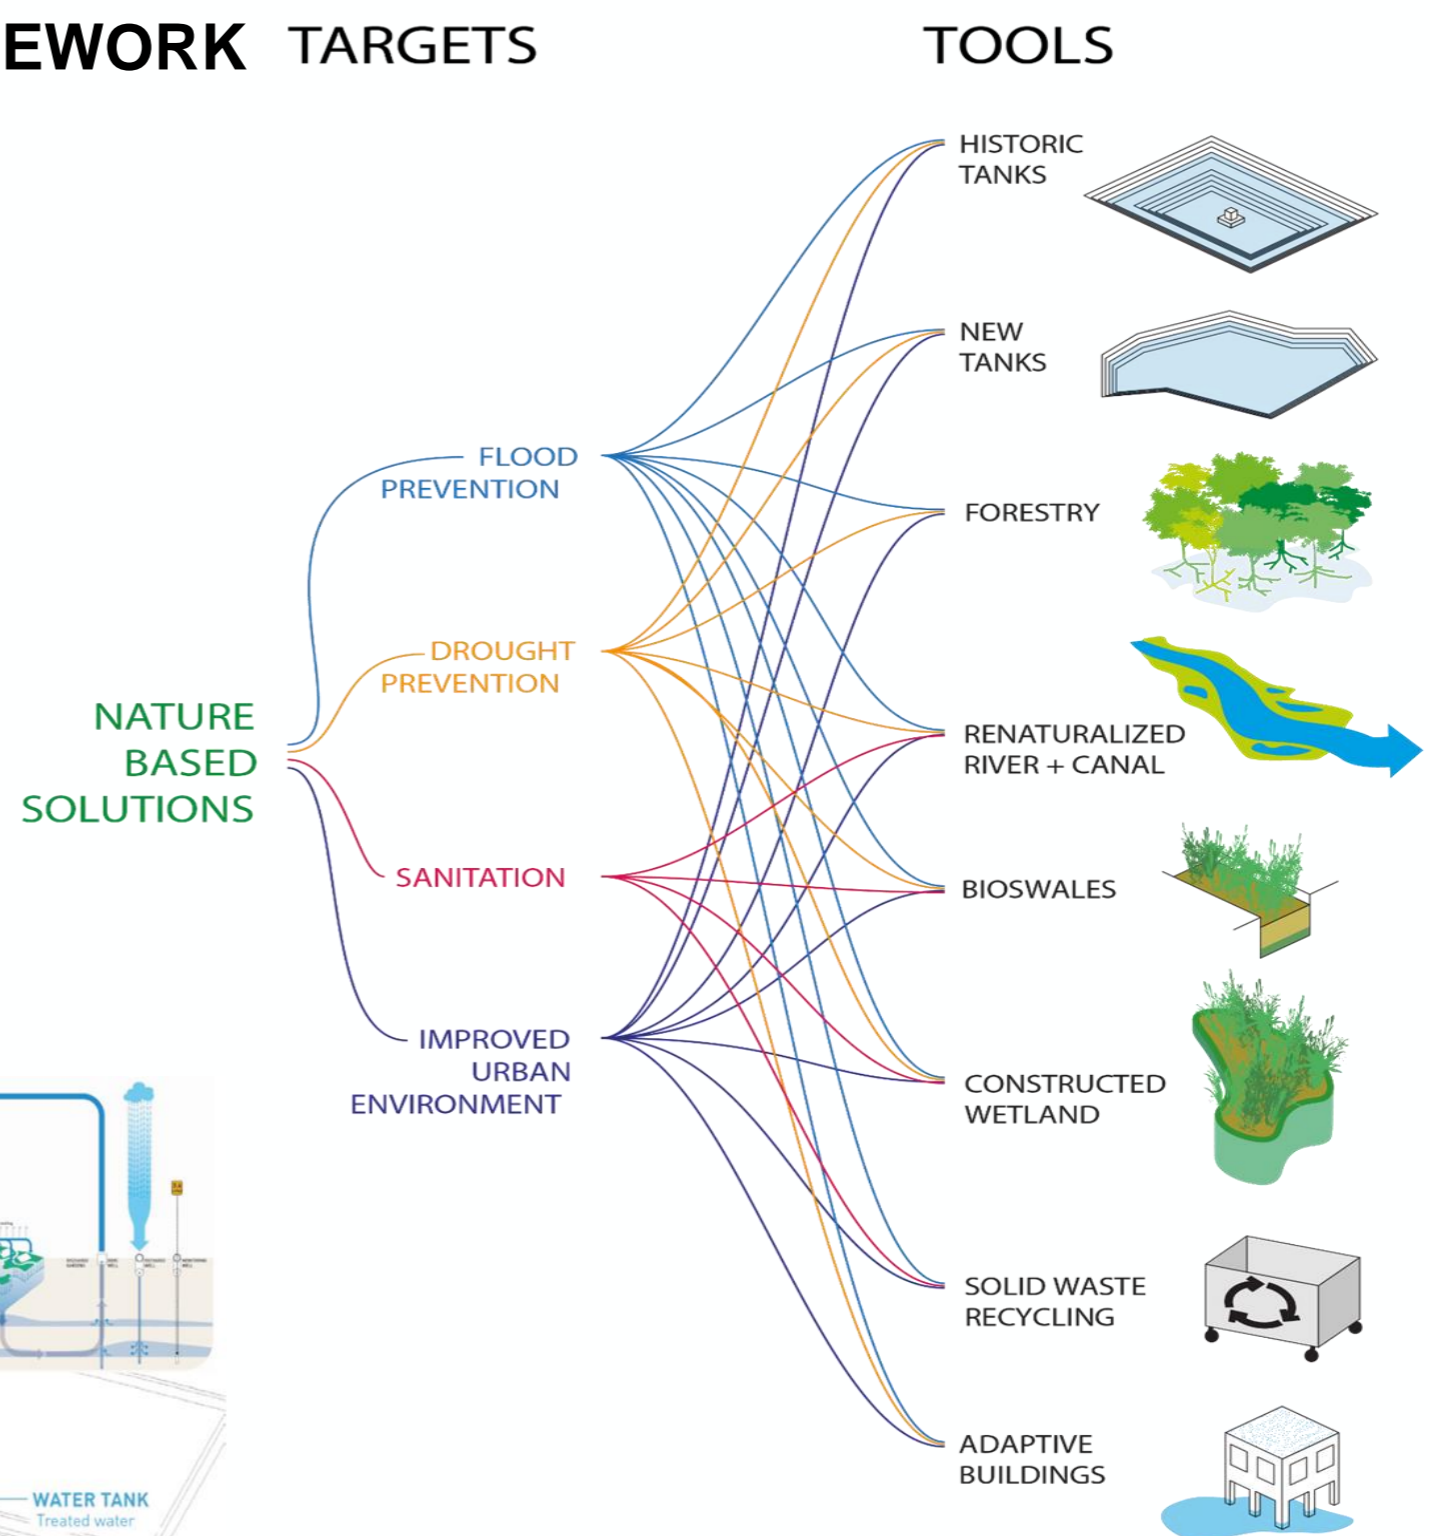 EWORK
TARGETS
TOOLS
HISTORIC
TANKS
NEW
TANKS
FLOOD
PREVENTION
FORESTRY
DROUGHT
PREVENTION
NATURE
BASED
SOLUTIONS
RENATURALIZED
RIVER + CANAL
SANITATION
BIOSWALES
IMPROVED
URBAN
ENVIRONMENT
CONSTRUCTED
WETLAND
SOLID WASTE
RECYCLING
ADAPTIVE
BUILDINGS
WATER TANK
Treated water